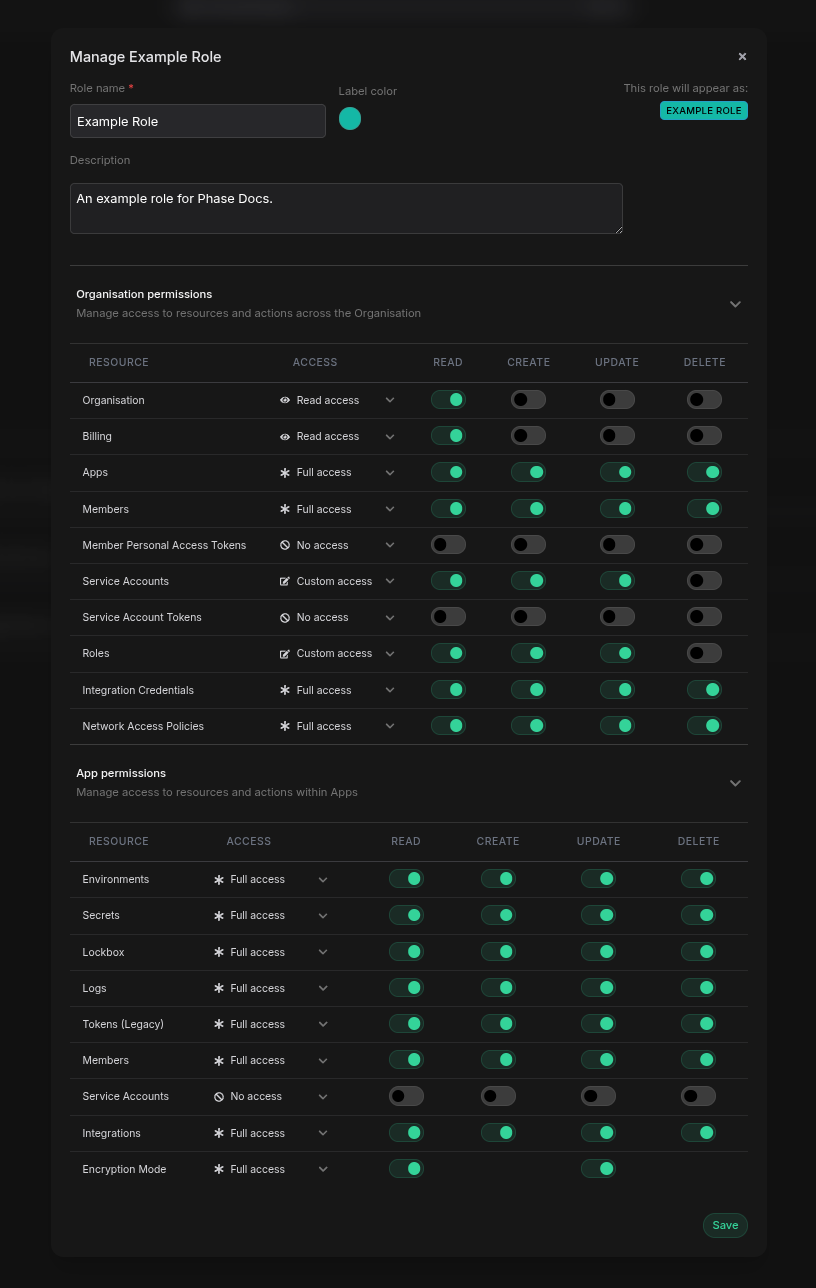 Manage Example Role
Role name *
Label color
This role will appear as:
Example Role
EXAMPLE ROLE
Description
An example role for Phase Docs.
Organisation permissions
Manage access to resources and actions across the Organisation
RESOURCE ACCESS READ CREATE UPDATE DELETE
Organisation Read access
Billing Read access
Apps Full access
Members Full access
Member Personal Access Tokens No access
Service Accounts Custom access
Service Account Tokens No access
Roles Custom access
Integration Credentials Full access
Network Access Policies Full access
App permissions
Manage access to resources and actions within Apps
RESOURCE ACCESS READ CREATE UPDATE DELETE
Environments Full access
Secrets Full access
Lockbox Full access
Logs Full access
Tokens (Legacy) Full access
Members Full access
Service Accounts No access
Integrations Full access
Encryption Mode Full access
Save